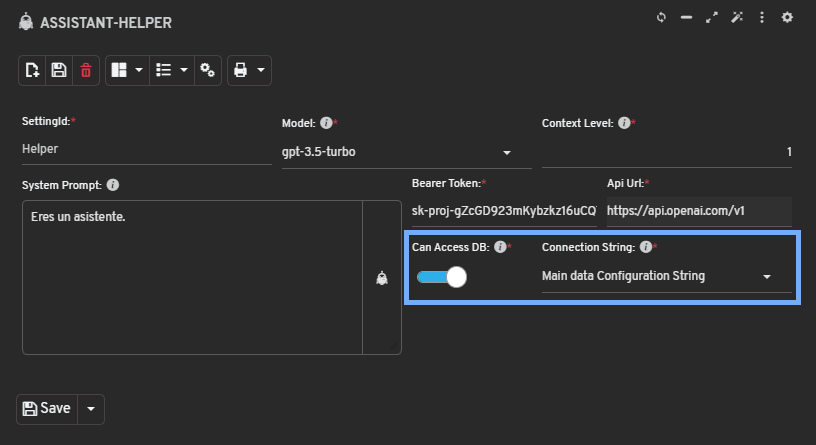 ASSISTANT-HELPER
SettingId:*
Model: i*
Context Level: i*
Helper
gpt-3.5-turbo
1
System Prompt: i
Bearer Token:*
Api Url:*
Eres un asistente.
sk-proj-gZcGD923mKybzkz16uCQ
https://api.openai.com/v1
Can Access DB: i*
Connection String: i*
Main data Configuration String
Save